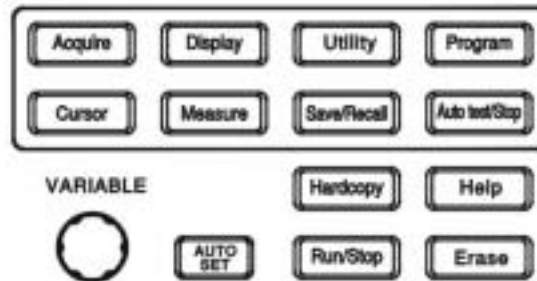 Acquire Display Utility Program
Cursor Measure Save/Recall Auto test/Stop
VARIABLE Hardcopy Help
AUTO
SET
Run/Stop Erase